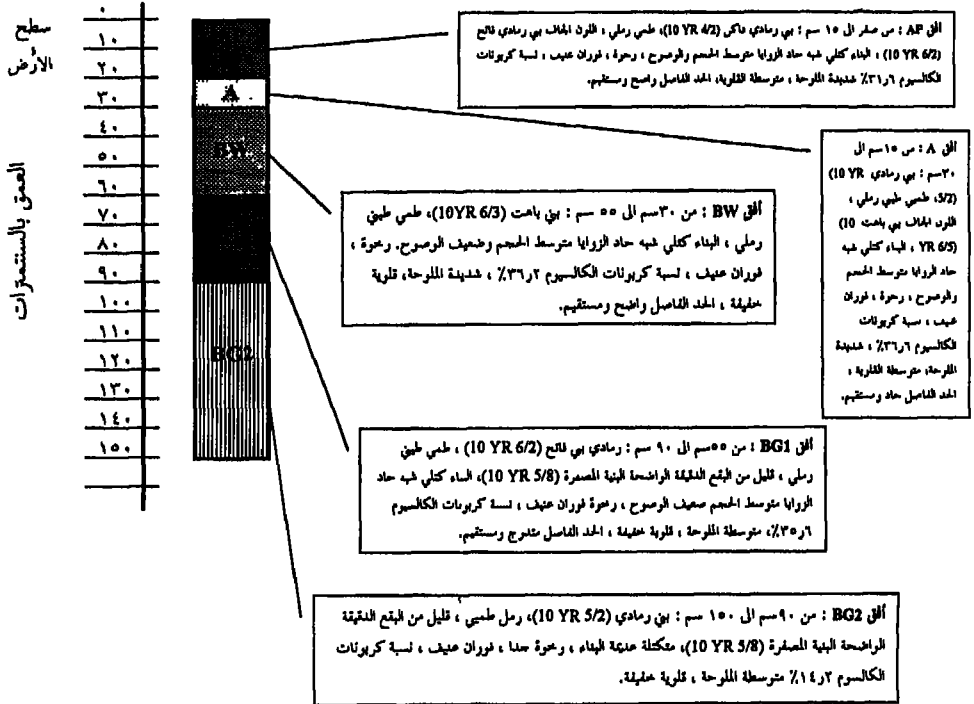 سطح
الأرض
العمق بالسنتمترات
٠
١٠
٢٠
٣٠
٤٠
٥٠
٦٠
٧٠
٨٠
٩٠
١٠٠
١١٠
١٢٠
١٣٠
١٤٠
١٥٠
A
BW
BG2
أفق AP : من صفر الى ١٥ سم : بني رمادي داكن (10 YR 4/2)، طمي رملي ، اللون الجاف بني رمادي فاتح
(10 YR 6/2) ، البناء كتلي شبه حاد الزوايا متوسط الحجم والوضوح ، رخوة ، فوران عنيف ، نسبة كربونات
الكالسيوم ٣١٫٦٪ شديدة الملوحة ، متوسطة القلوية، الحد الفاصل واضح ومستقيم.
أفق A : من ١٥سم الى
٣٠سم : بني رمادي (10 YR
5/2)، طمي طيني رملي ،
اللون الجاف بني باهت (10
YR 6/5) ، البناء كتلي شبه
حاد الزوايا متوسط الحجم
والوضوح ، رخوة ، فوران
عنيف ، نسبة كربونات
الكالسيوم ٣٦٫٦٪ ، شديدة
الملوحة، متوسطة القلوية ،
الحد الفاصل حاد ومستقيم.
أفق BW : من ٣٠سم الى ٥٥ سم : بني باهت (10YR 6/3)، طمي طيني
رملي ، البناء كتلي شبه حاد الزوايا متوسط الحجم وضعيف الوضوح. رخوة ،
فوران عنيف ، نسبة كربونات الكالسيوم ٣٦٫٢٪ ، شديدة الملوحة، قلوية
خفيفة ، الحد الفاصل واضح ومستقيم.
أفق BG1 : من ٥٥سم الى ٩٠ سم : رمادي بني فاتح (10 YR 6/2) ، طمي طيني
رملي ، قليل من البقع الدقيقة الواضحة البنية المصفرة (10 YR 5/8)، البناء كتلي شبه حاد
الزوايا متوسط الحجم ضعيف الوضوح ، رخوة فوران عنيف ، نسبة كربونات الكالسيوم
٣٥٫٦٪، متوسطة الملوحة ، قلوية خفيفة ، الحد الفاصل متدرج ومستقيم.
أفق BG2 : من ٩٠سم الى ١٥٠ سم : بني رمادي (10 YR 5/2)، رمل طميي ، قليل من البقع الدقيقة
الواضحة البنية المصفرة (10 YR 5/8)، متكتلة عديمة البناء ، رخوة جدا ، فوران عنيف ، نسبة كربونات
الكالسوم ١٤٫٢٪ متوسطة الملوحة ، قلوية خفيفة.